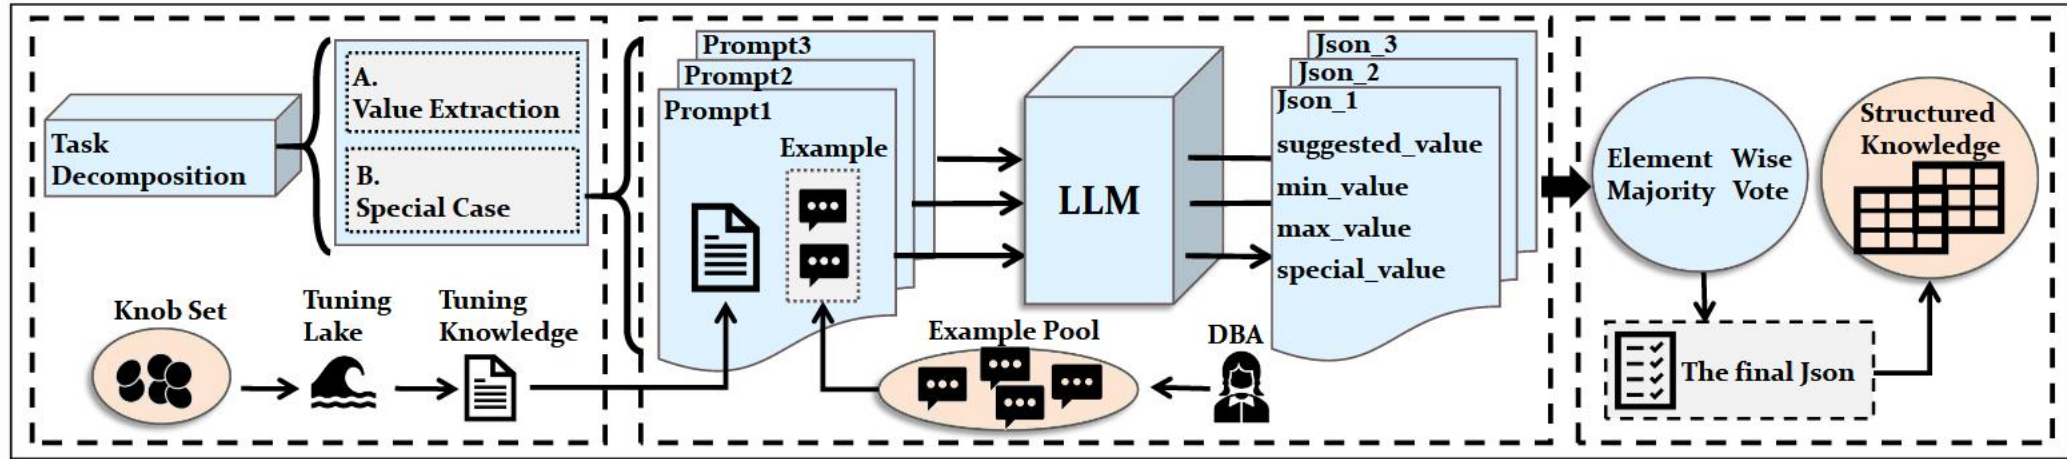 Task
Decomposition
A.
Value Extraction
B.
Special Case
Knob Set
Tuning
Lake
Tuning
Knowledge
Prompt3
Prompt2
Prompt1
Example
LLM
Example Pool
DBA
Json_3
Json_2
Json_1
suggested_value
min_value
max_value
special_value
Element Wise
Majority Vote
Structured
Knowledge
The final Json